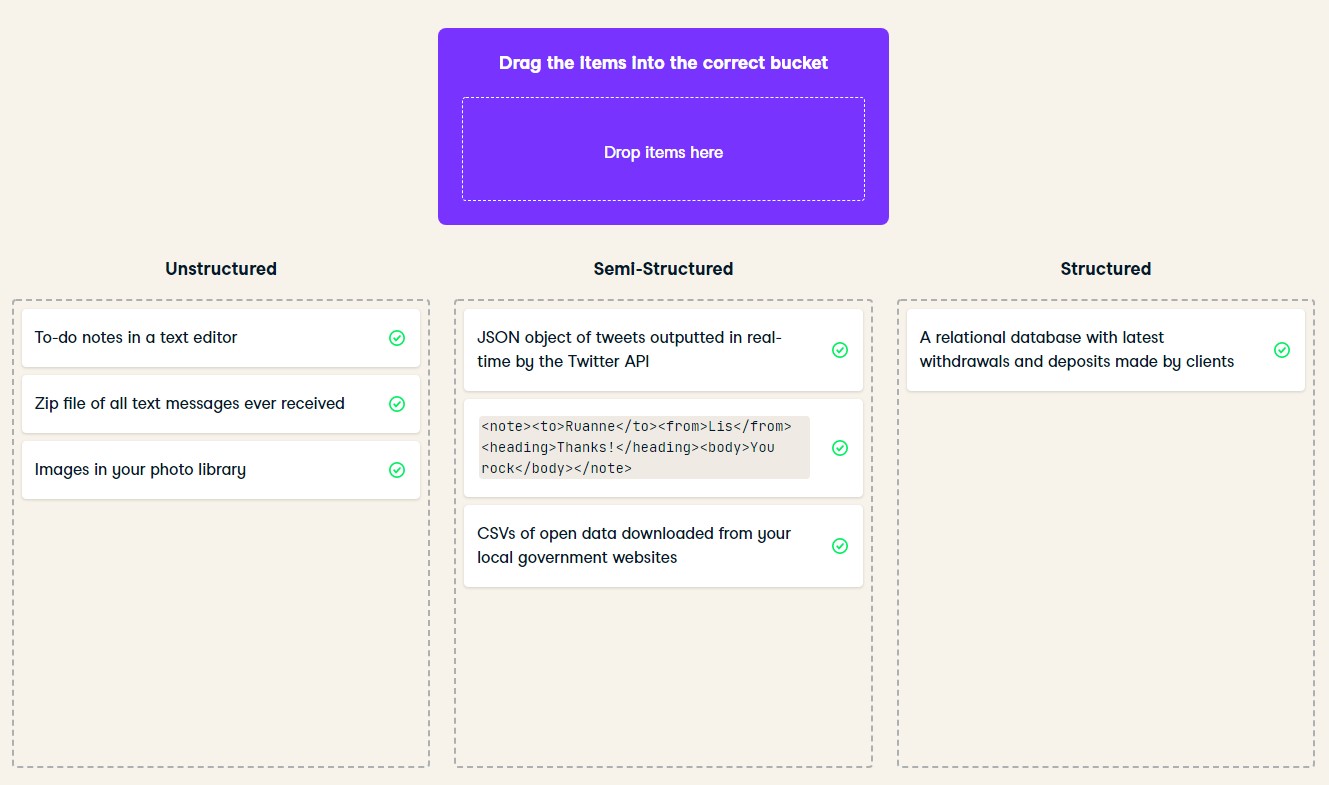 Drag the items into the correct bucket
Drop items here
Unstructured
To-do notes in a text editor
Zip file of all text messages ever received
Images in your photo library
Semi-Structured
JSON object of tweets outputted in real-
time by the Twitter API
<note><to>Ruanne</to><from>Lis</from>
<heading>Thanks!</heading><body>You
rock</body></note>
CSVs of open data downloaded from your
local government websites
Structured
A relational database with latest
withdrawals and deposits made by clients